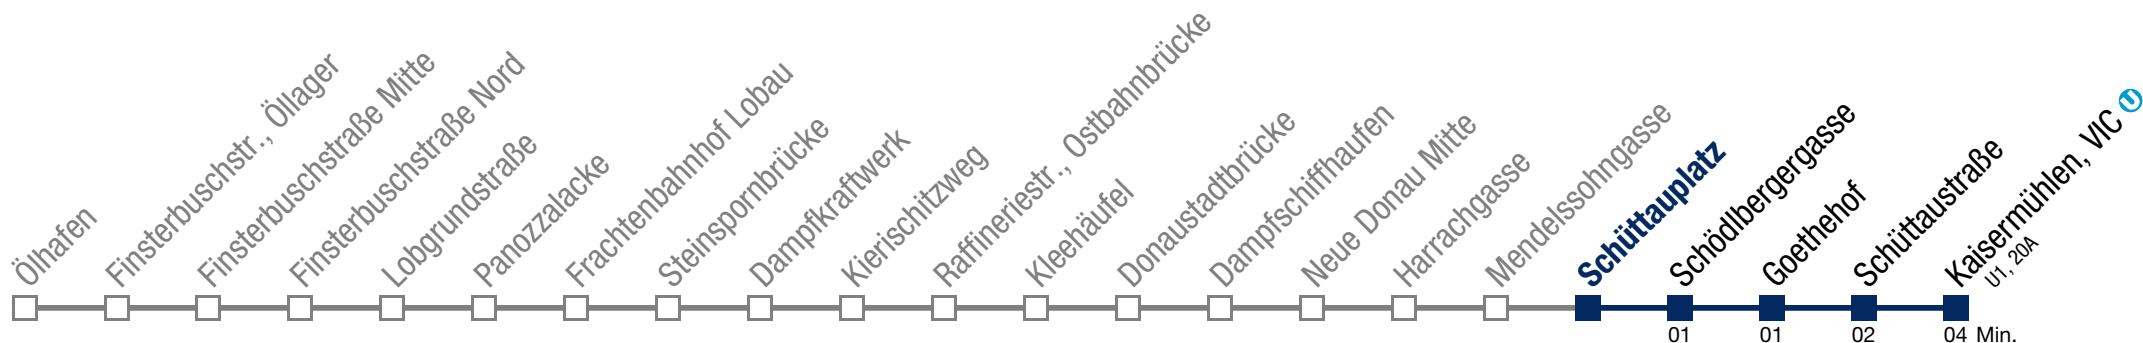 Ölhafen
Finsterbuschstr., Öllager
Finsterbuschstraße Mitte
Finsterbuschstraße Nord
Lobgrundstraße
Panozzalacke
Frachtenbahnhof Lobau
Steinspornbrücke
Dampfkraftwerk
Kierischitzweg
Raffineriestr., Ostbahnbrücke
Kleehäufel
Donaustadtbrücke
Dampfschiffhaufen
Neue Donau Mitte
Harrachgasse
Mendelssohngasse
Schüttauplatz
Schödlbergergasse
Goethehof
Schüttaustraße
Kaisermühlen, VIC U
U1, 20A
01 01 02 04 Min.